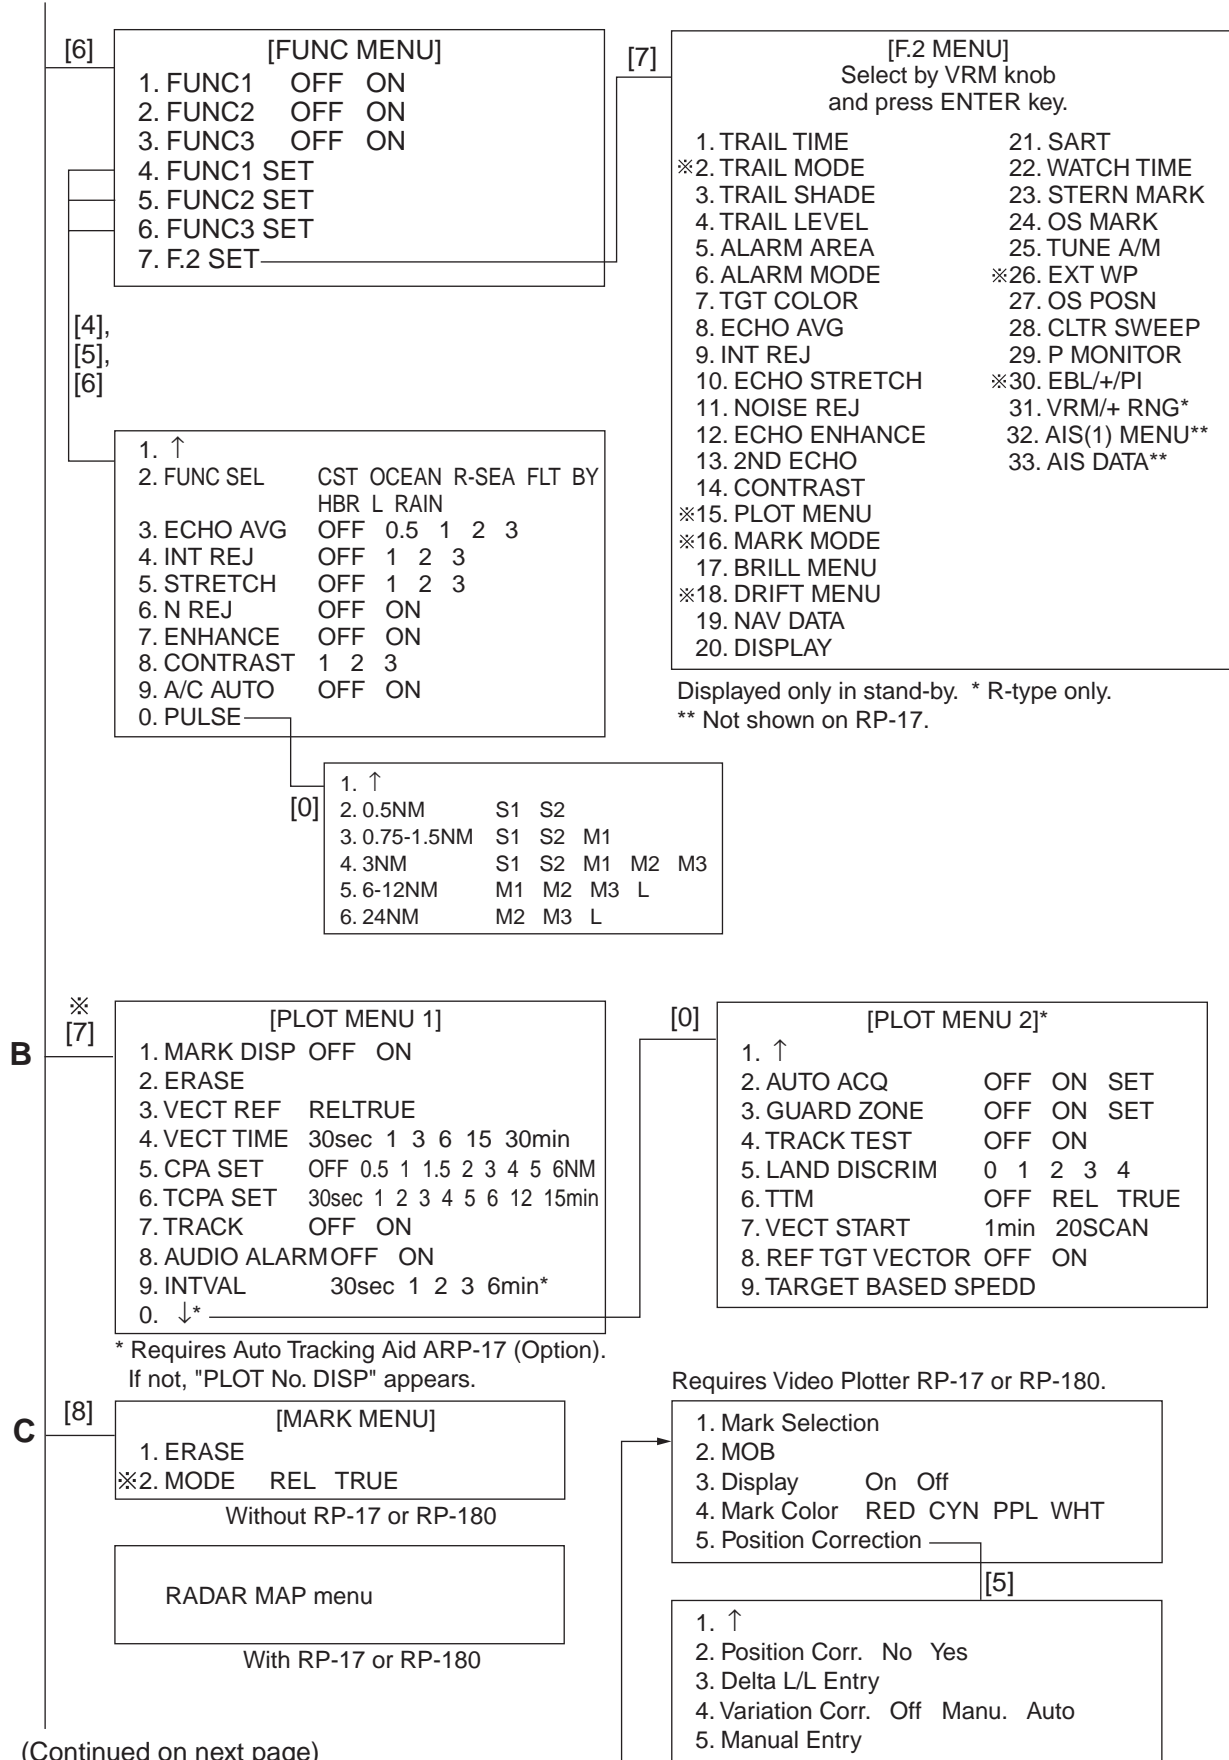 [6]
[FUNC MENU]
1. FUNC1 OFF ON
2. FUNC2 OFF ON
3. FUNC3 OFF ON
4. FUNC1 SET
5. FUNC2 SET
6. FUNC3 SET
7. F.2 SET
[7]
[F.2 MENU]
Select by VRM knob
and press ENTER key.
1. TRAIL TIME
※2. TRAIL MODE
3. TRAIL SHADE
4. TRAIL LEVEL
5. ALARM AREA
6. ALARM MODE
7. TGT COLOR
8. ECHO AVG
9. INT REJ
10. ECHO STRETCH
11. NOISE REJ
12. ECHO ENHANCE
13. 2ND ECHO
14. CONTRAST
※15. PLOT MENU
※16. MARK MODE
17. BRILL MENU
※18. DRIFT MENU
19. NAV DATA
20. DISPLAY
21. SART
22. WATCH TIME
23. STERN MARK
24. OS MARK
25. TUNE A/M
※26. EXT WP
27. OS POSN
28. CLTR SWEEP
29. P MONITOR
※30. EBL/+/PI
31. VRM/+ RNG*
32. AIS(1) MENU**
33. AIS DATA**
Displayed only in stand-by. * R-type only.
** Not shown on RP-17.
[4],
[5],
[6]
1. ↑
2. FUNC SEL CST OCEAN R-SEA FLT BY
HBR L RAIN
3. ECHO AVG OFF 0.5 1 2 3
4. INT REJ OFF 1 2 3
5. STRETCH OFF 1 2 3
6. N REJ OFF ON
7. ENHANCE OFF ON
8. CONTRAST 1 2 3
9. A/C AUTO OFF ON
0. PULSE
[0]
1. ↑
2. 0.5NM S1 S2
3. 0.75-1.5NM S1 S2 M1
4. 3NM S1 S2 M1 M2 M3
5. 6-12NM M1 M2 M3 L
6. 24NM M2 M3 L
B
※
[7]
[PLOT MENU 1]
1. MARK DISP OFF ON
2. ERASE
3. VECT REF RELTRUE
4. VECT TIME 30sec 1 3 6 15 30min
5. CPA SET OFF 0.5 1 1.5 2 3 4 5 6NM
6. TCPA SET 30sec 1 2 3 4 5 6 12 15min
7. TRACK OFF ON
8. AUDIO ALARMOFF ON
9. INTVAL 30sec 1 2 3 6min*
0. ↓*
* Requires Auto Tracking Aid ARP-17 (Option).
If not, "PLOT No. DISP" appears.
[0]
[PLOT MENU 2]*
1. ↑
2. AUTO ACQ OFF ON SET
3. GUARD ZONE OFF ON SET
4. TRACK TEST OFF ON
5. LAND DISCRIM 0 1 2 3 4
6. TTM OFF REL TRUE
7. VECT START 1min 20SCAN
8. REF TGT VECTOR OFF ON
9. TARGET BASED SPEDD
C
[8]
[MARK MENU]
1. ERASE
※2. MODE REL TRUE
Without RP-17 or RP-180
RADAR MAP menu
With RP-17 or RP-180
Requires Video Plotter RP-17 or RP-180.
1. Mark Selection
2. MOB
3. Display On Off
4. Mark Color RED CYN PPL WHT
5. Position Correction
[5]
1. ↑
2. Position Corr. No Yes
3. Delta L/L Entry
4. Variation Corr. Off Manu. Auto
5. Manual Entry
(Continued on next page)